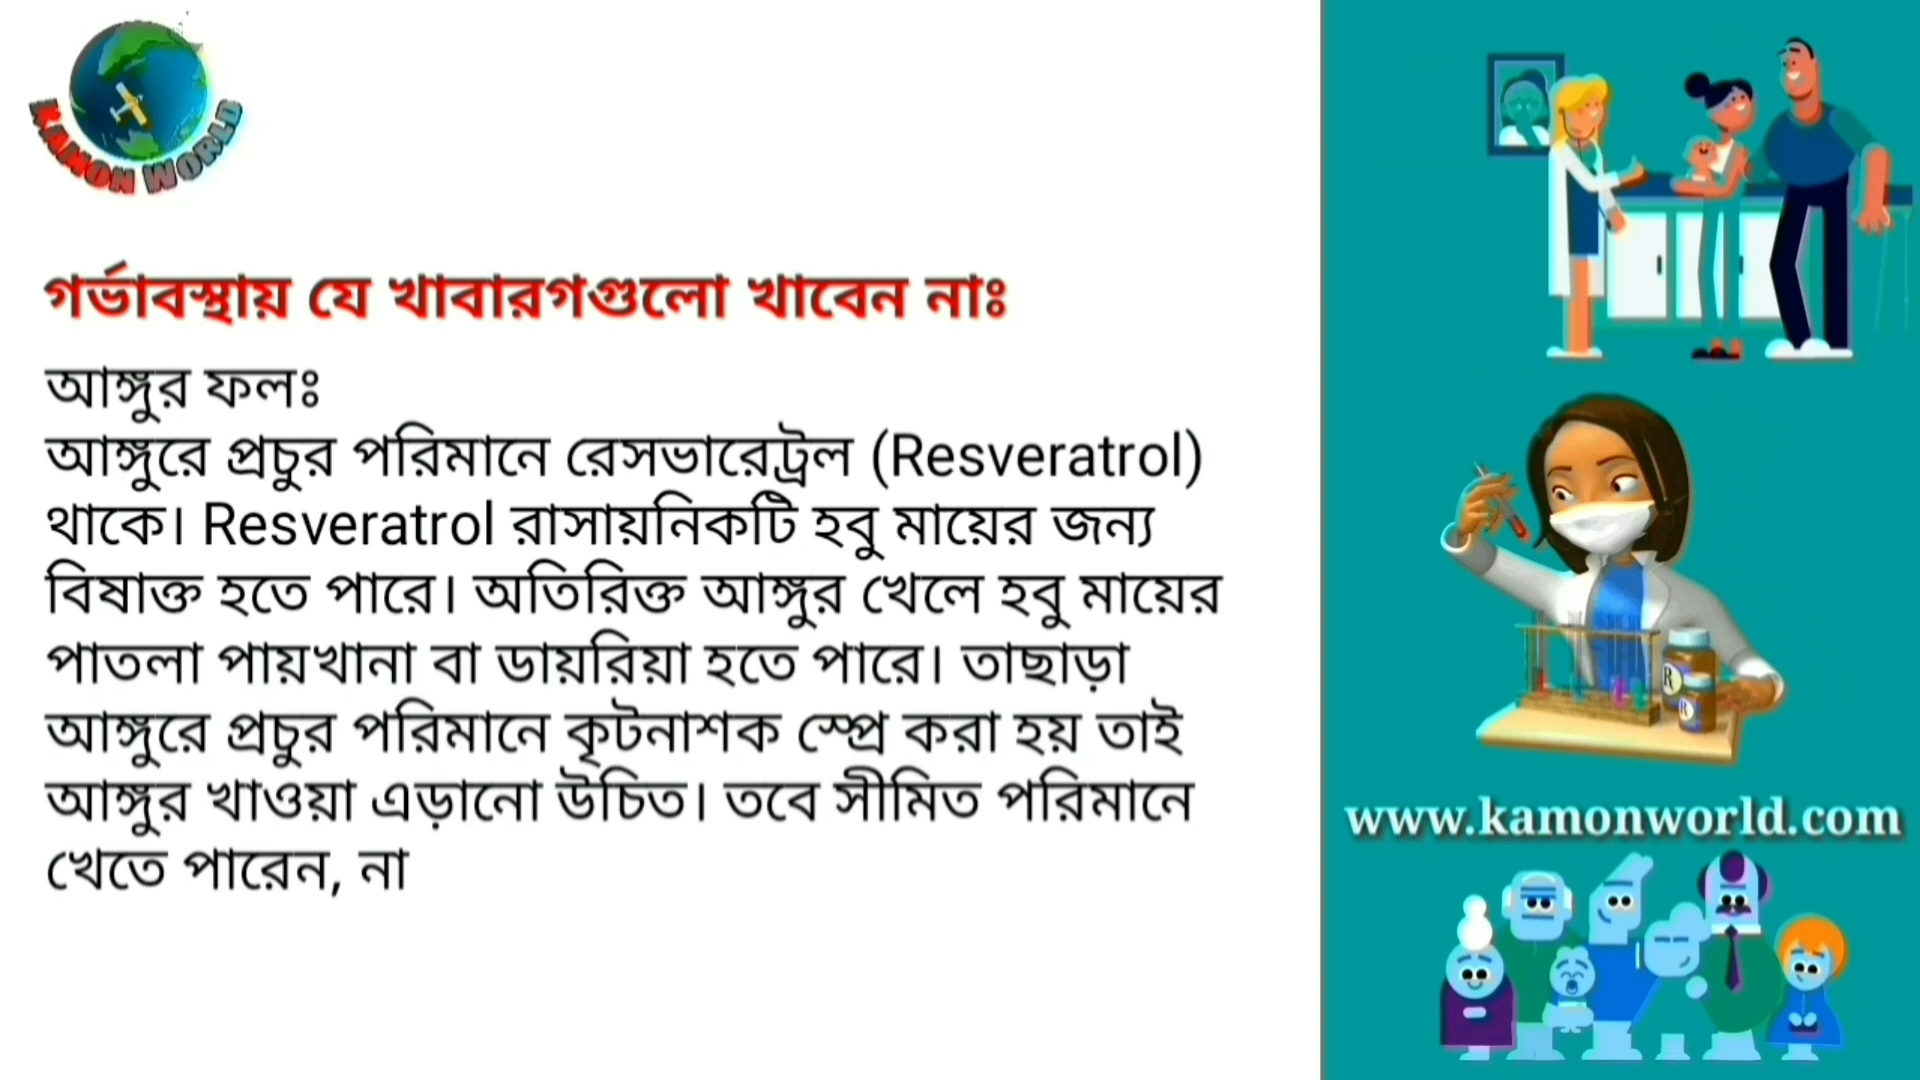 KAMON WORLD
গর্ভাবস্থায় যে খাবারগগুলো খাবেন নাঃ
আঙ্গুর ফলঃ
আঙ্গুরে প্রচুর পরিমানে রেসভারেট্রল (Resveratrol)
থাকে। Resveratrol রাসায়নিকটি হবু মায়ের জন্য
বিষাক্ত হতে পারে। অতিরিক্ত আঙ্গুর খেলে হবু মায়ের
পাতলা পায়খানা বা ডায়রিয়া হতে পারে। তাছাড়া
আঙ্গুরে প্রচুর পরিমানে কৃটনাশক স্প্রে করা হয় তাই
আঙ্গুর খাওয়া এড়ানো উচিত। তবে সীমিত পরিমানে
খেতে পারেন, না
R
R
www.kamonworld.com